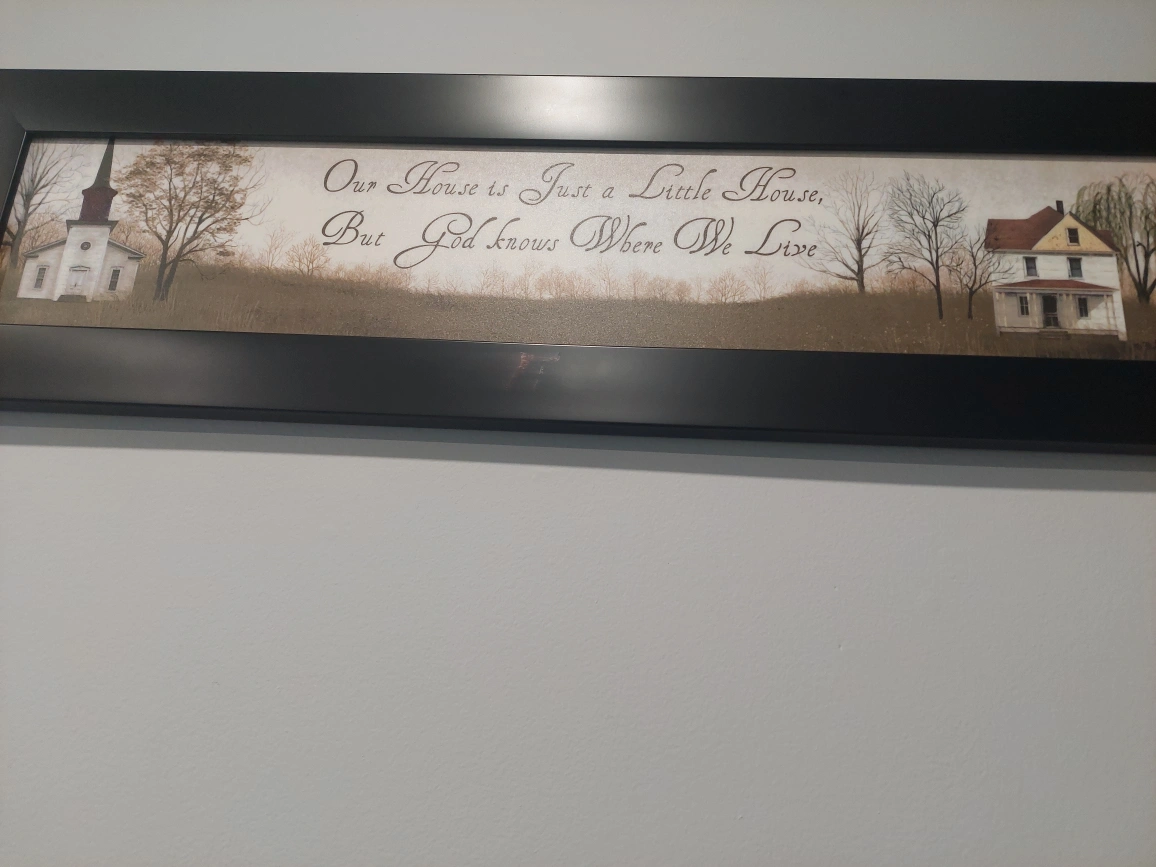 Our House is Just a Little House,
But God knows Where We Live